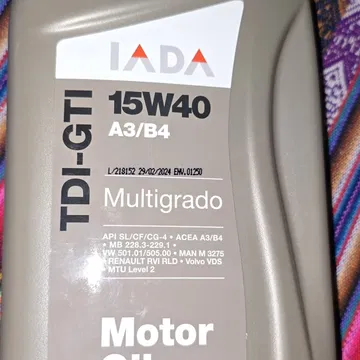 IADA
TDI-GTI
15W40
A3/B4
L/218152 29/02/2024 ENV.01250
Multigrado
API SL/CF/CG-4 • ACEA A3/B4
• MB 228.3-229.1 •
VW 501.01/505.00 • MAN M 3275
RENAULT RVI RLD • Volvo VDS
• MTU Level 2
Motor
Oil